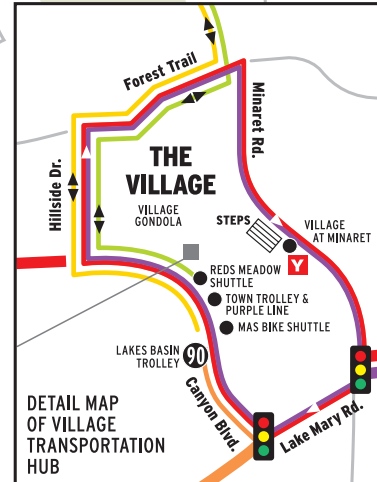 Forest Trail
Minaret Rd.
Hillside Dr.
THE
VILLAGE
VILLAGE
GONDOLA
STEPS
VILLAGE
AT MINARET
Y
REDS MEADOW
SHUTTLE
TOWN TROLLEY &
PURPLE LINE
MAS BIKE SHUTTLE
LAKES BASIN
TROLLEY
90
Canyon Blvd.
Lake Mary Rd.
DETAIL MAP
OF VILLAGE
TRANSPORTATION
HUB